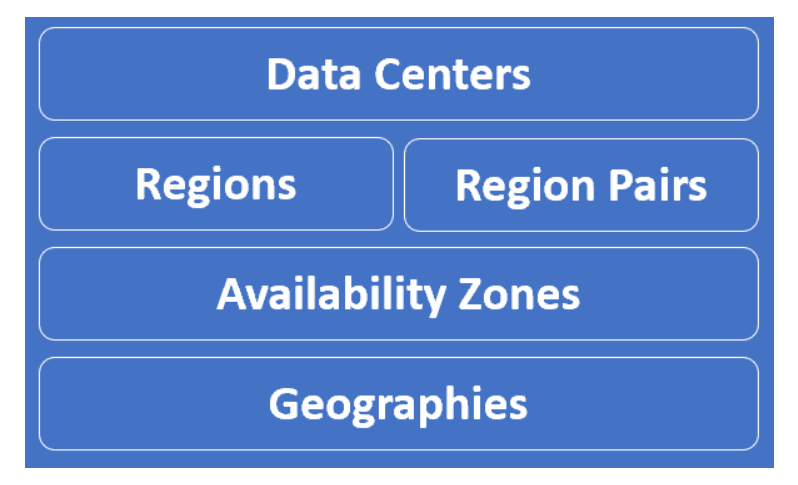 Data Centers
Regions
Region Pairs
Availability Zones
Geographies